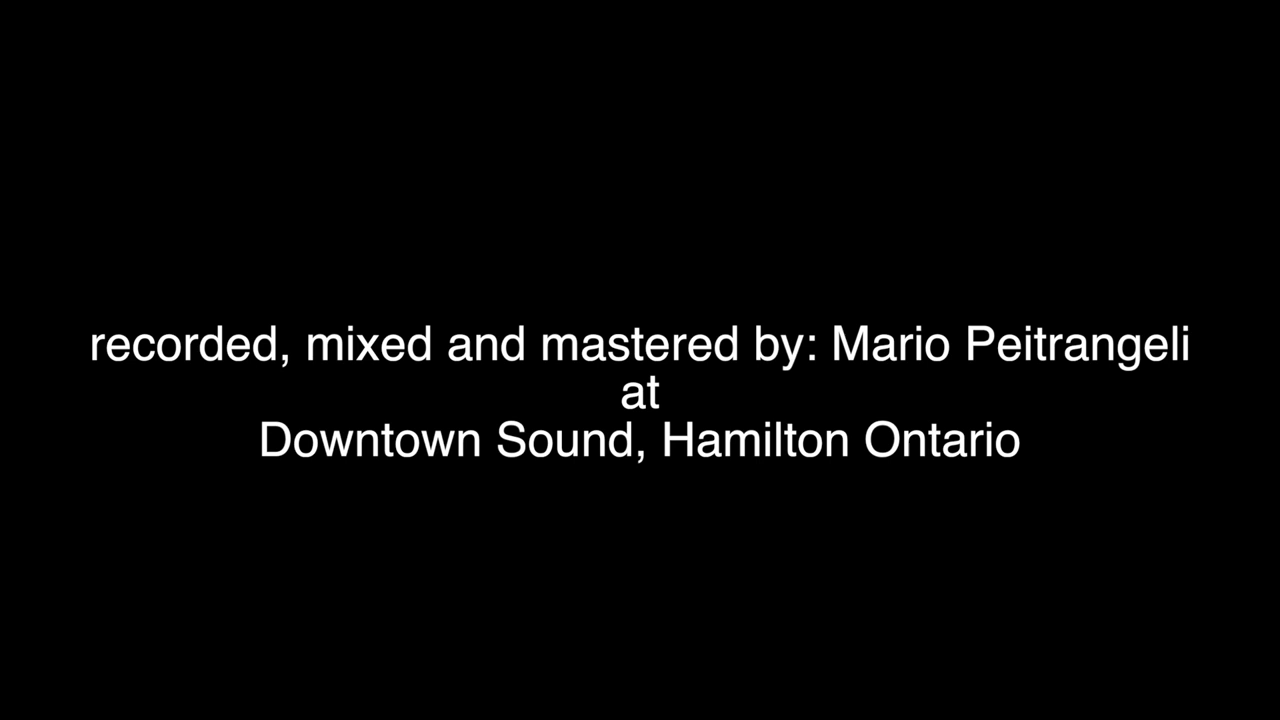 recorded, mixed and mastered by: Mario Peitrangeli
at
Downtown Sound, Hamilton Ontario